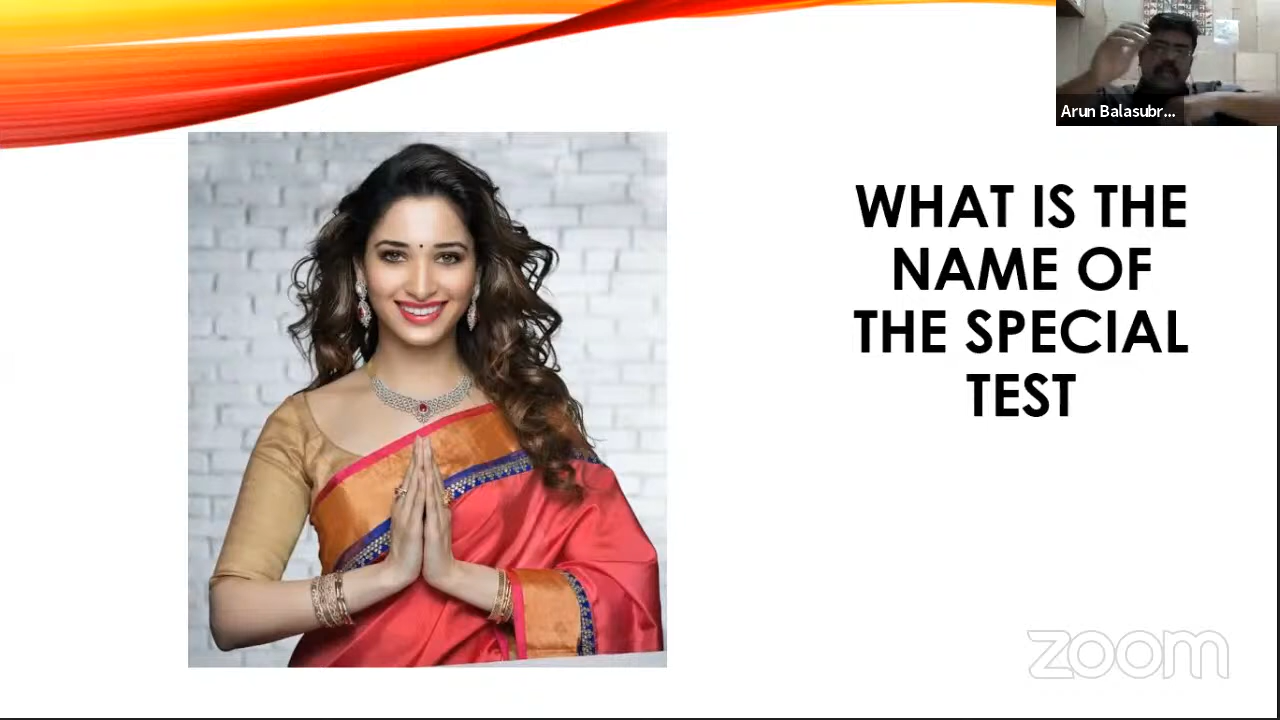 Arun Balasubr...
WHAT IS THE
NAME OF
THE SPECIAL
TEST
zoom